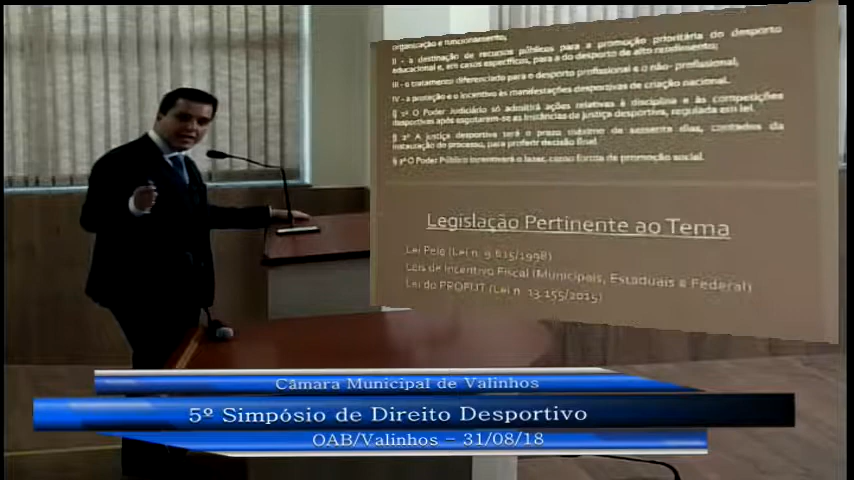 organização e funcionamento;
II - a destinação de recursos públicos para a promoção prioritária do desporto
educacional e, em casos específicos, para a do desporto de alto rendimento;
III - o tratamento diferenciado para o desporto profissional e o não- profissional;
IV - a proteção e o incentivo às manifestações desportivas de criação nacional.
§ 1º O Poder Judiciário só admitirá ações relativas à disciplina e às competições
desportivas após esgotarem-se as instâncias da justiça desportiva, regulada em lei.
§ 2º A justiça desportiva terá o prazo máximo de sessenta dias, contados da
instauração do processo, para proferir decisão final.
§ 3º O Poder Público incentivará o lazer, como forma de promoção social.
Legislação Pertinente ao Tema
Lei Pelé (Lei n. 9.615/1998)
Leis de Incentivo Fiscal (Municipais, Estaduais e Federal)
Lei do PROFUT (Lei n. 13.155/2015)
Câmara Municipal de Valinhos
5º Simpósio de Direito Desportivo
OAB/Valinhos - 31/08/18